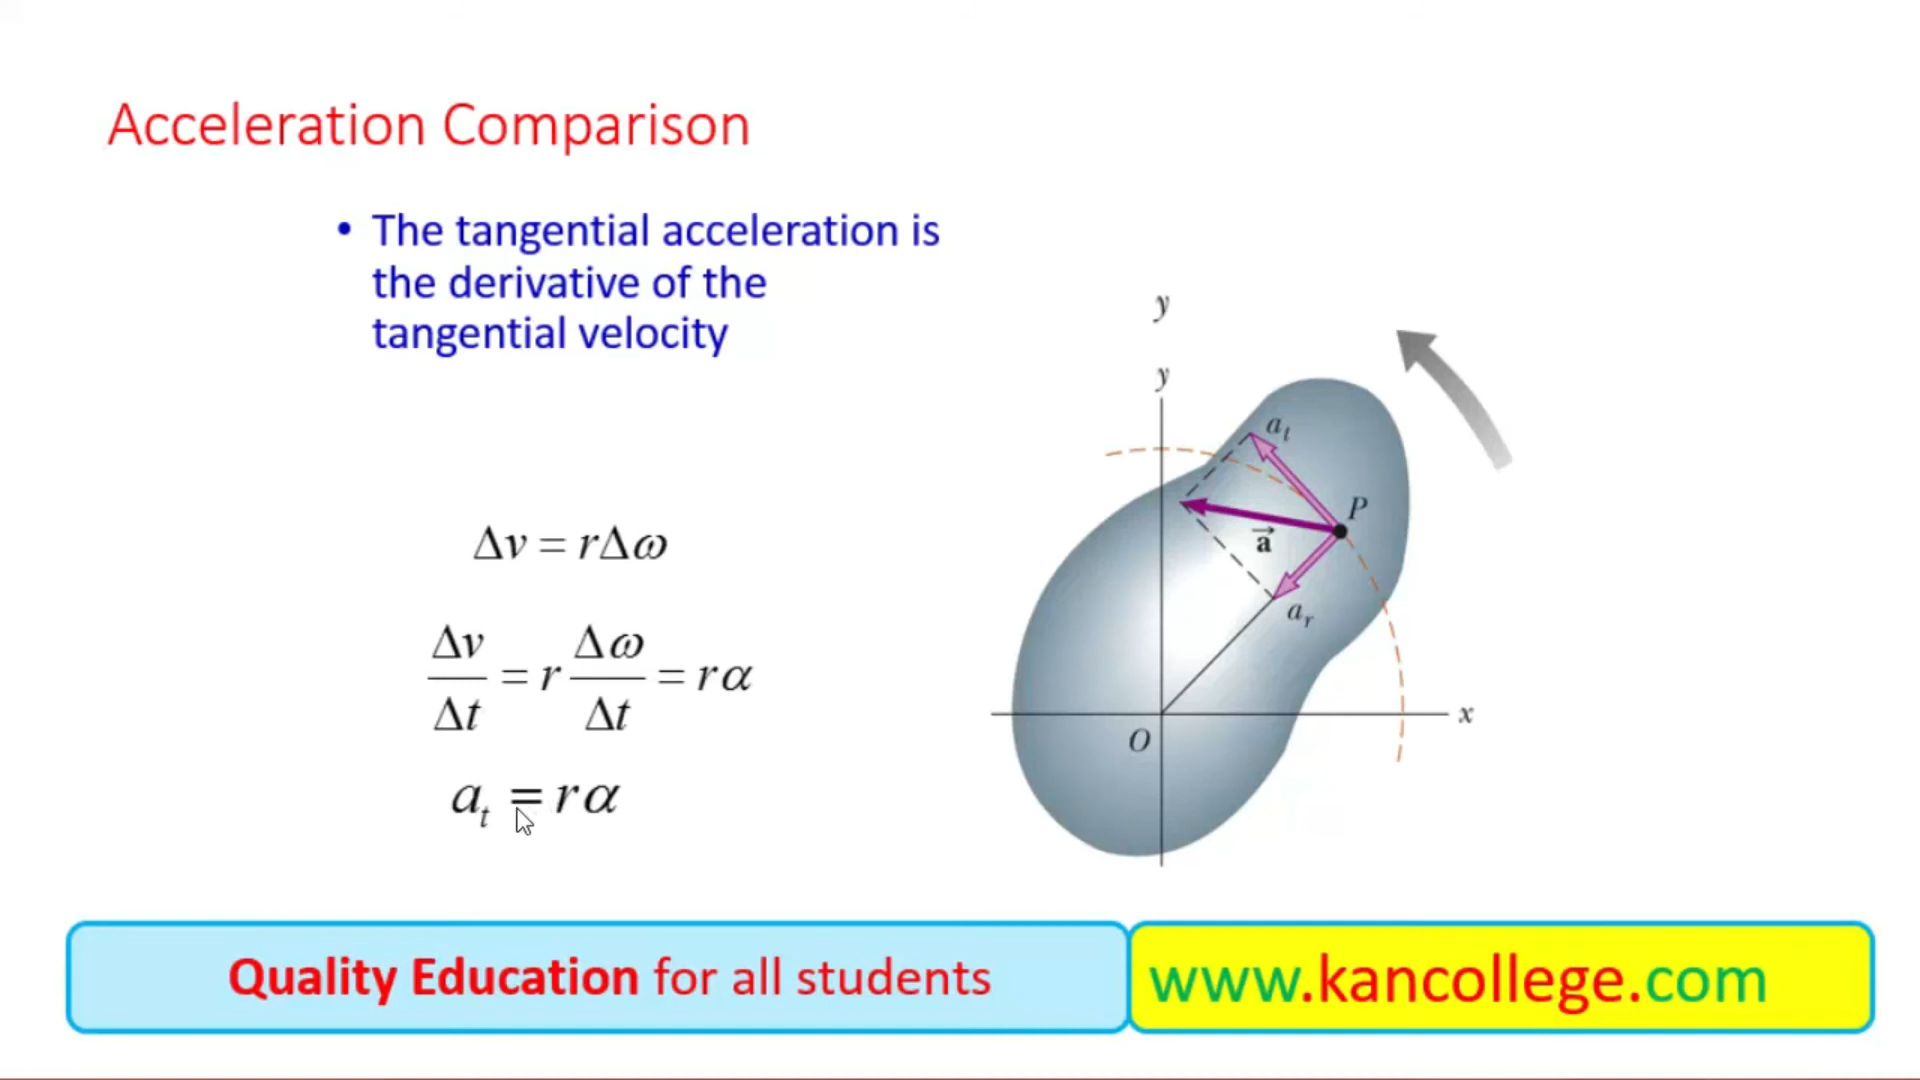 Acceleration Comparison
• The tangential acceleration is
the derivative of the
tangential velocity
Δv = rΔω
Δv/Δt = r Δω/Δt = rα
a_t = rα
y
y
a_t
P
a⃗
a_r
x
O
Quality Education for all students
www.kancollege.com